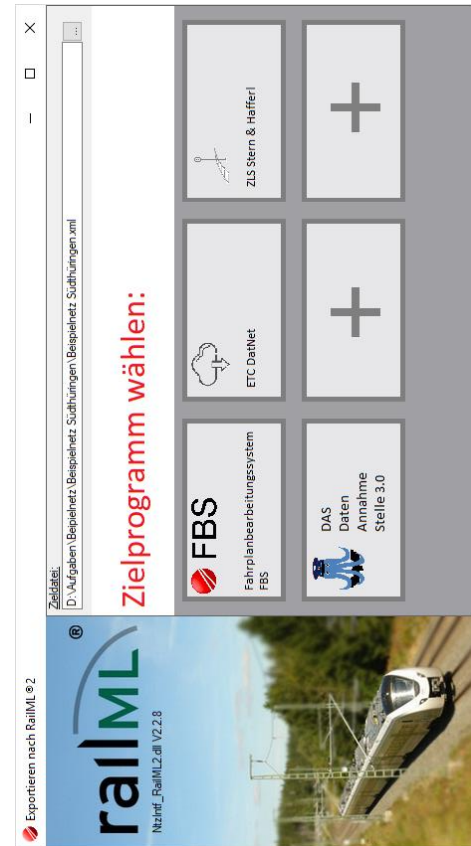 Exportieren nach RailML®2
railML®
NtzIntf_RailML2.dll V2.2.8
Zieldatei:
D:\Aufgaben\Beipielnetz\Beispielnetz Südthüringen\Beispielnetz Südthüringen.xml
...
Zielprogramm wählen:
FBS
Fahrplanbearbeitungssystem
FBS
ETC DatNet
ZLS Stern & Hafferl
DAS
Daten
Annahme
Stelle 3.0